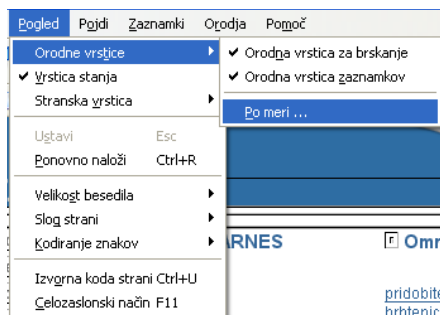 Pogled Pojdi Zaznamki Orodja Pomoč
Orodne vrstice
Orodna vrstica za brskanje
Vrstica stanja
Orodna vrstica zaznamkov
Stranska vrstica
Po meri ...
Ustavi Esc
Ponovno naloži Ctrl+R
Velikost besedila
Slog strani
Kodiranje znakov
ARNES
Omr
Izvorna koda strani Ctrl+U
Celozaslonski način F11
pridobite
hrbtenic